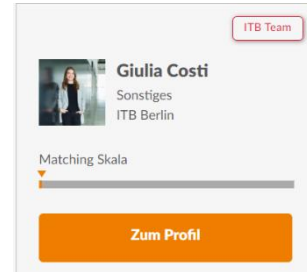 ITB Team
Giulia Costi
Sonstiges
ITB Berlin
Matching Skala
Zum Profil